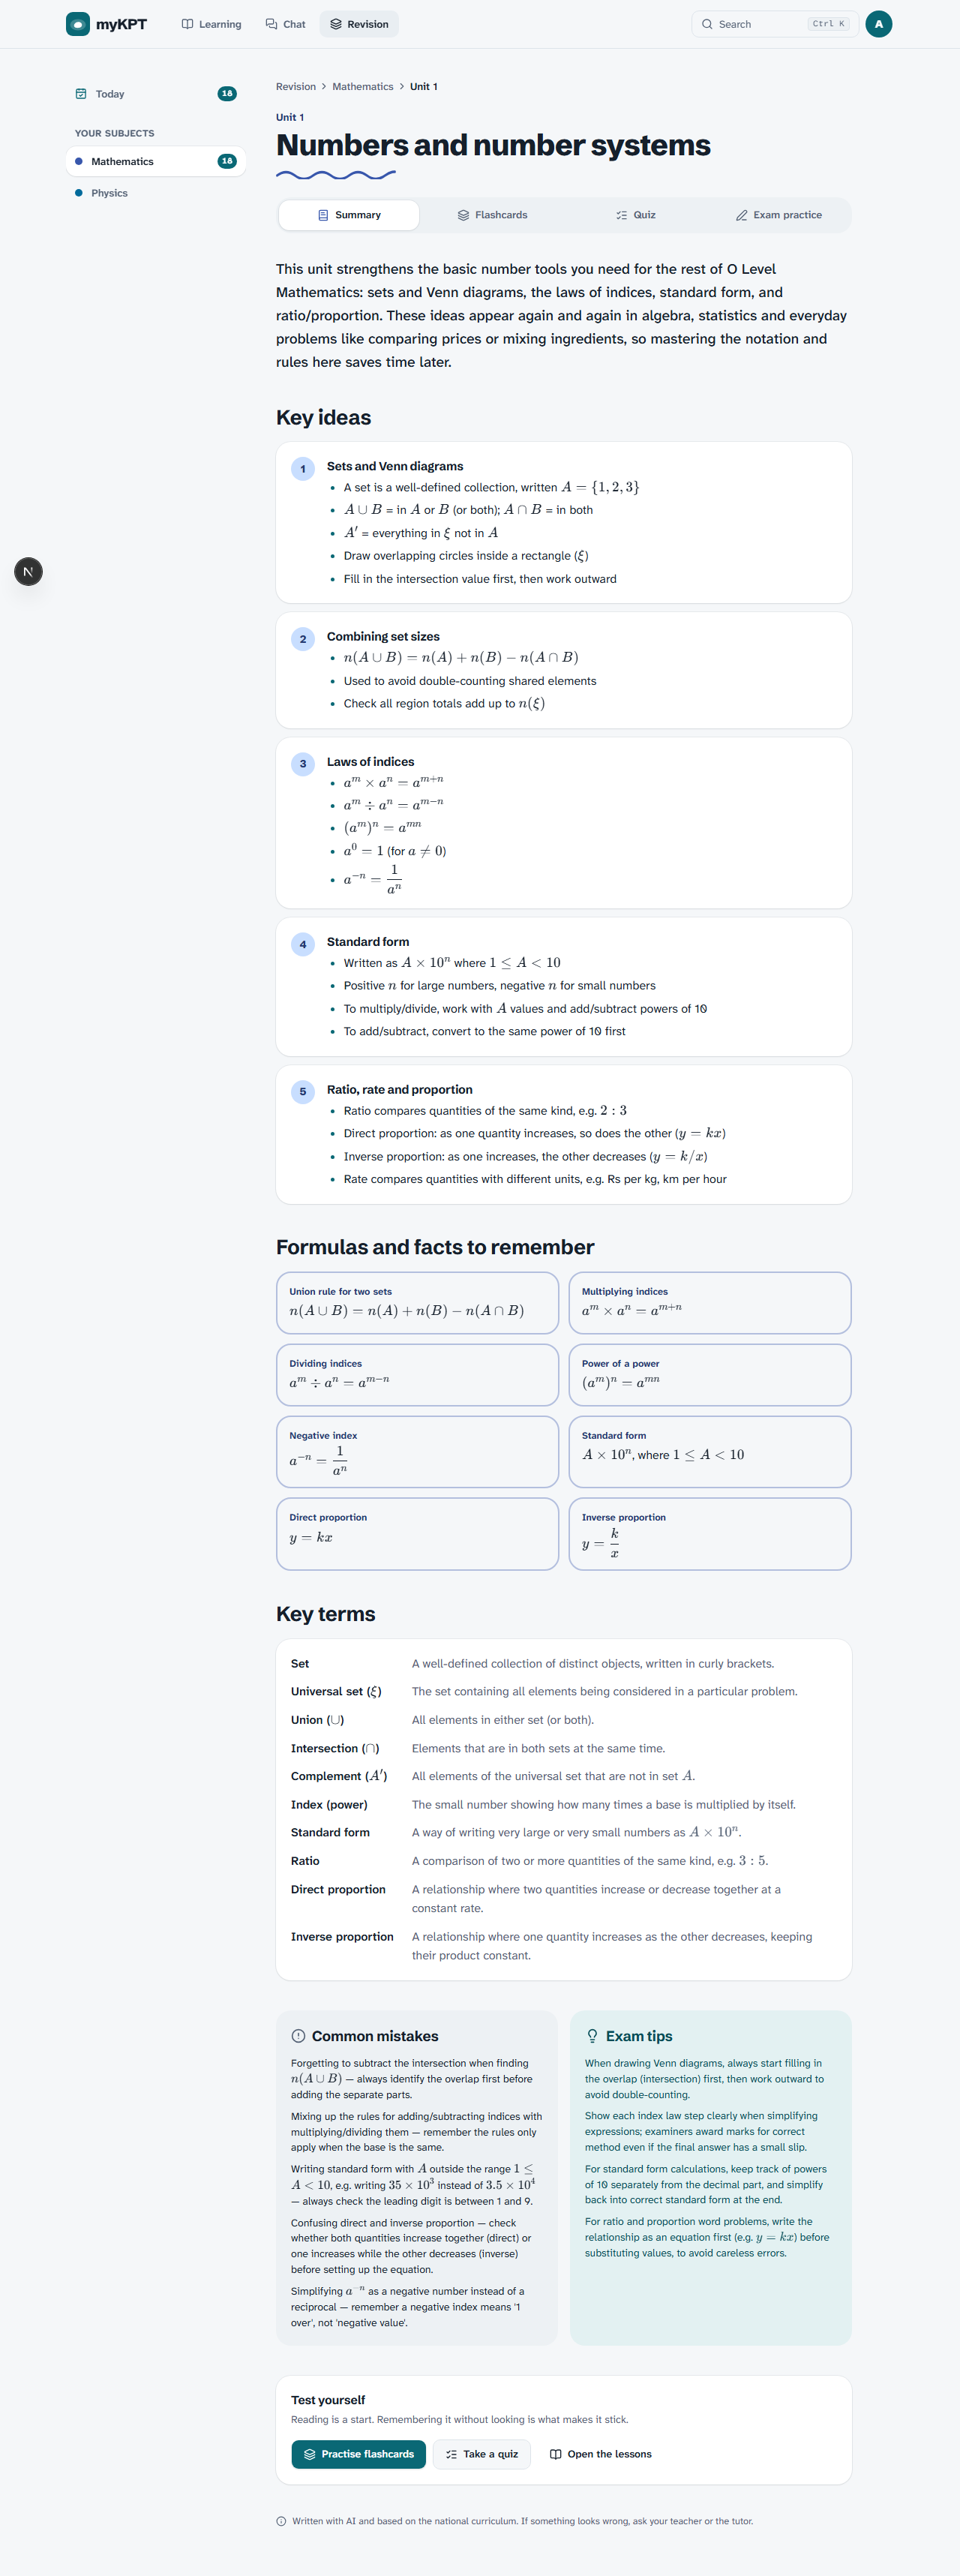 myKPT
Learning
Chat
Revision
Search
Ctrl K
A
Today
18
YOUR SUBJECTS
Mathematics
18
Physics
Revision > Mathematics > Unit 1
Unit 1
Numbers and number systems
Summary
Flashcards
Quiz
Exam practice
This unit strengthens the basic number tools you need for the rest of O Level
Mathematics: sets and Venn diagrams, the laws of indices, standard form, and
ratio/proportion. These ideas appear again and again in algebra, statistics and everyday
problems like comparing prices or mixing ingredients, so mastering the notation and
rules here saves time later.
Key ideas
1
Sets and Venn diagrams
• A set is a well-defined collection, written A = {1, 2, 3}
• A ∪ B = in A or B (or both); A ∩ B = in both
• A′ = everything in ξ not in A
• Draw overlapping circles inside a rectangle (ξ)
• Fill in the intersection value first, then work outward
2
Combining set sizes
• n(A ∪ B) = n(A) + n(B) − n(A ∩ B)
• Used to avoid double-counting shared elements
• Check all region totals add up to n(ξ)
3
Laws of indices
• a^m × a^n = a^{m+n}
• a^m ÷ a^n = a^{m−n}
• (a^m)^n = a^{mn}
• a^0 = 1 (for a ≠ 0)
• a^{−n} = 1/a^n
4
Standard form
• Written as A × 10^n where 1 ≤ A < 10
• Positive n for large numbers, negative n for small numbers
• To multiply/divide, work with A values and add/subtract powers of 10
• To add/subtract, convert to the same power of 10 first
5
Ratio, rate and proportion
• Ratio compares quantities of the same kind, e.g. 2 : 3
• Direct proportion: as one quantity increases, so does the other (y = kx)
• Inverse proportion: as one increases, the other decreases (y = k/x)
• Rate compares quantities with different units, e.g. Rs per kg, km per hour
Formulas and facts to remember
Union rule for two sets
n(A ∪ B) = n(A) + n(B) − n(A ∩ B)
Multiplying indices
a^m × a^n = a^{m+n}
Dividing indices
a^m ÷ a^n = a^{m−n}
Power of a power
(a^m)^n = a^{mn}
Negative index
a^{−n} = 1/a^n
Standard form
A × 10^n, where 1 ≤ A < 10
Direct proportion
y = kx
Inverse proportion
y = k/x
Key terms
Set
A well-defined collection of distinct objects, written in curly brackets.
Universal set (ξ)
The set containing all elements being considered in a particular problem.
Union (∪)
All elements in either set (or both).
Intersection (∩)
Elements that are in both sets at the same time.
Complement (A′)
All elements of the universal set that are not in set A.
Index (power)
The small number showing how many times a base is multiplied by itself.
Standard form
A way of writing very large or very small numbers as A × 10^n.
Ratio
A comparison of two or more quantities of the same kind, e.g. 3 : 5.
Direct proportion
A relationship where two quantities increase or decrease together at a
constant rate.
Inverse proportion
A relationship where one quantity increases as the other decreases, keeping
their product constant.
Common mistakes
Forgetting to subtract the intersection when finding
n(A ∪ B) — always identify the overlap first before
adding the separate parts.
Mixing up the rules for adding/subtracting indices with
multiplying/dividing them — remember the rules only
apply when the base is the same.
Writing standard form with A outside the range 1 ≤
A < 10, e.g. writing 35 × 10^3 instead of 3.5 × 10^4
— always check the leading digit is between 1 and 9.
Confusing direct and inverse proportion — check
whether both quantities increase together (direct) or
one increases while the other decreases (inverse)
before setting up the equation.
Simplifying a^{−n} as a negative number instead of a
reciprocal — remember a negative index means '1
over', not 'negative value'.
Exam tips
When drawing Venn diagrams, always start filling in
the overlap (intersection) first, then work outward to
avoid double-counting.
Show each index law step clearly when simplifying
expressions; examiners award marks for correct
method even if the final answer has a small slip.
For standard form calculations, keep track of powers
of 10 separately from the decimal part, and simplify
back into correct standard form at the end.
For ratio and proportion word problems, write the
relationship as an equation first (e.g. y = kx) before
substituting values, to avoid careless errors.
Test yourself
Reading is a start. Remembering it without looking is what makes it stick.
Practise flashcards
Take a quiz
Open the lessons
Written with AI and based on the national curriculum. If something looks wrong, ask your teacher or the tutor.